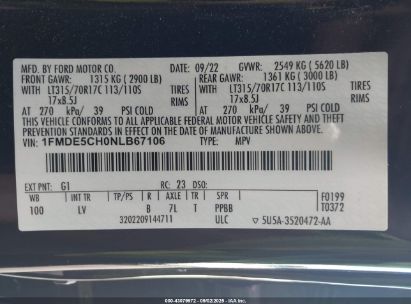 MFD. BY FORD MOTOR CO.
09/22 GVWR: 2549 KG ( 5620 LB)
FRONT GAWR: 1315 KG ( 2900 LB)
REAR GAWR: 1361 KG ( 3000 LB)
WITH LT315/70R17C 113/110S TIRES
WITH LT315/70R17C 113/110S TIRES
17x8.5J RIMS
17x8.5J RIMS
AT 270 kPa/ 39 PSI COLD
AT 270 kPa/ 39 PSI COLD
THIS VEHICLE CONFORMS TO ALL APPLICABLE FEDERAL MOTOR VEHICLE SAFETY, BUMPER, AND THEFT PREVENTION STANDARDS IN EFFECT ON THE DATE OF MANUFACTURE SHOWN ABOVE.
VIN: 1FMDE5CH0NLB67106 TYPE: MPV
EXT PNT: G1 RC: 23 DSO:
WB INT TR TP/PS R AXLE TR SPR
F0199
100 LV B 7L T PPBB
T0372
3202209144711 ULC
5U5A-3520472-AA